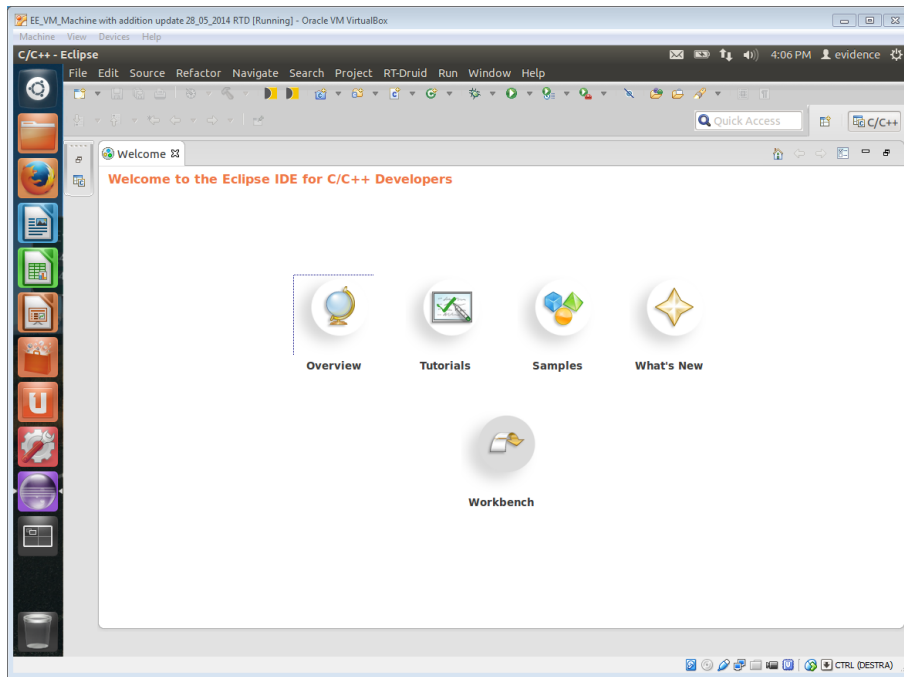 EE_VM_Machine with addition update 28_05_2014 RTD [Running] - Oracle VM VirtualBox
Machine View Devices Help
C/C++ - Eclipse 4:06 PM evidence
File Edit Source Refactor Navigate Search Project RT-Druid Run Window Help
Quick Access C/C++
Welcome
Welcome to the Eclipse IDE for C/C++ Developers
Overview Tutorials Samples What's New
Workbench
CTRL (DESTRA)